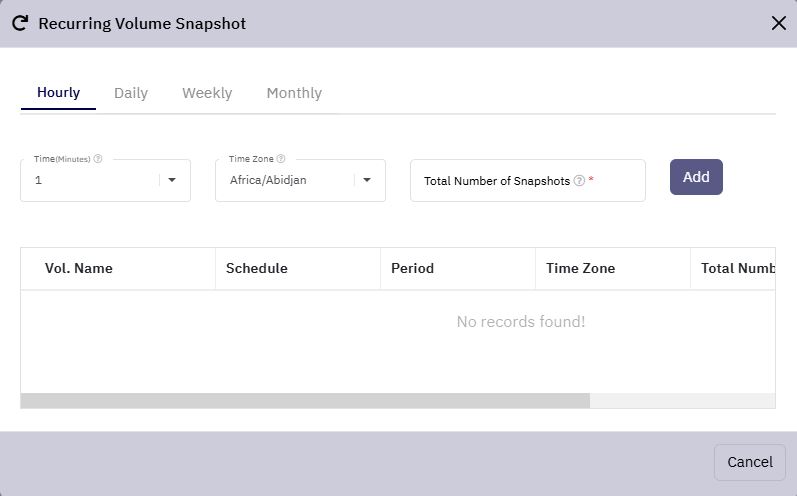 Recurring Volume Snapshot
Hourly Daily Weekly Monthly
Time(Minutes) Time Zone
1 Africa/Abidjan Total Number of Snapshots * Add
Vol. Name Schedule Period Time Zone Total Numb
No records found!
Cancel